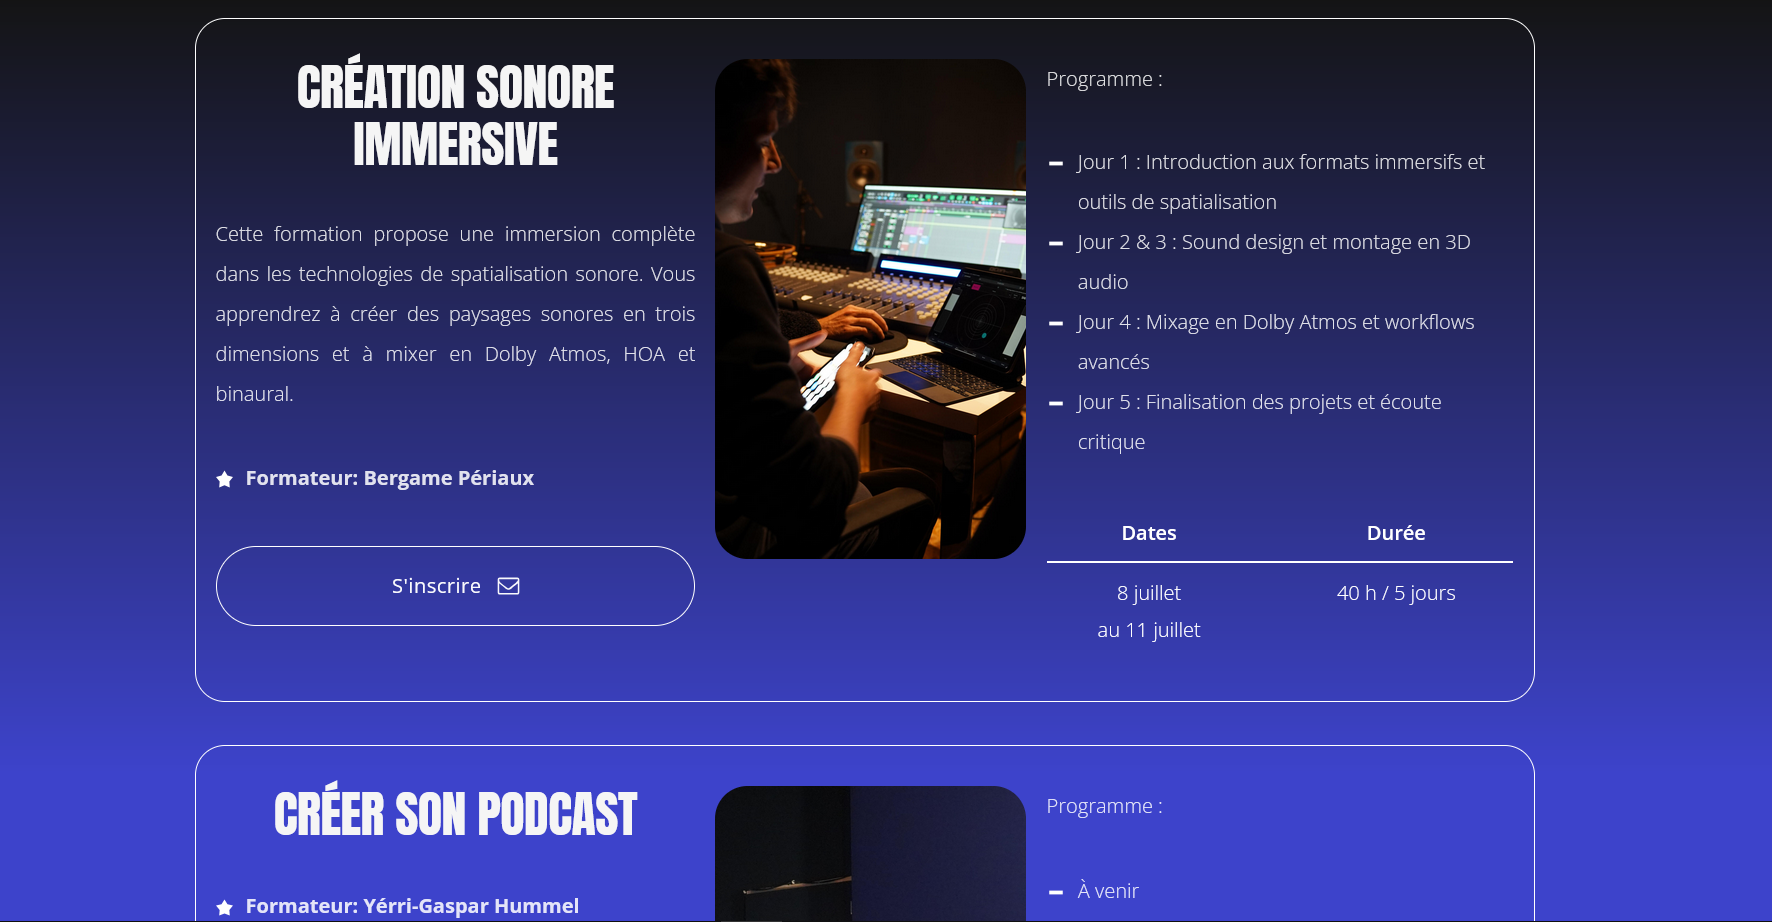 CRÉATION SONORE
IMMERSIVE
Cette formation propose une immersion complète
dans les technologies de spatialisation sonore. Vous
apprendrez à créer des paysages sonores en trois
dimensions et à mixer en Dolby Atmos, HOA et
binaural.
Formateur: Bergame Périaux
S'inscrire
Programme :
Jour 1 : Introduction aux formats immersifs et
outils de spatialisation
Jour 2 & 3 : Sound design et montage en 3D
audio
Jour 4 : Mixage en Dolby Atmos et workflows
avancés
Jour 5 : Finalisation des projets et écoute
critique
Dates Durée
8 juillet 40 h / 5 jours
au 11 juillet
CRÉER SON PODCAST
Formateur: Yérri-Gaspar Hummel
Programme :
À venir